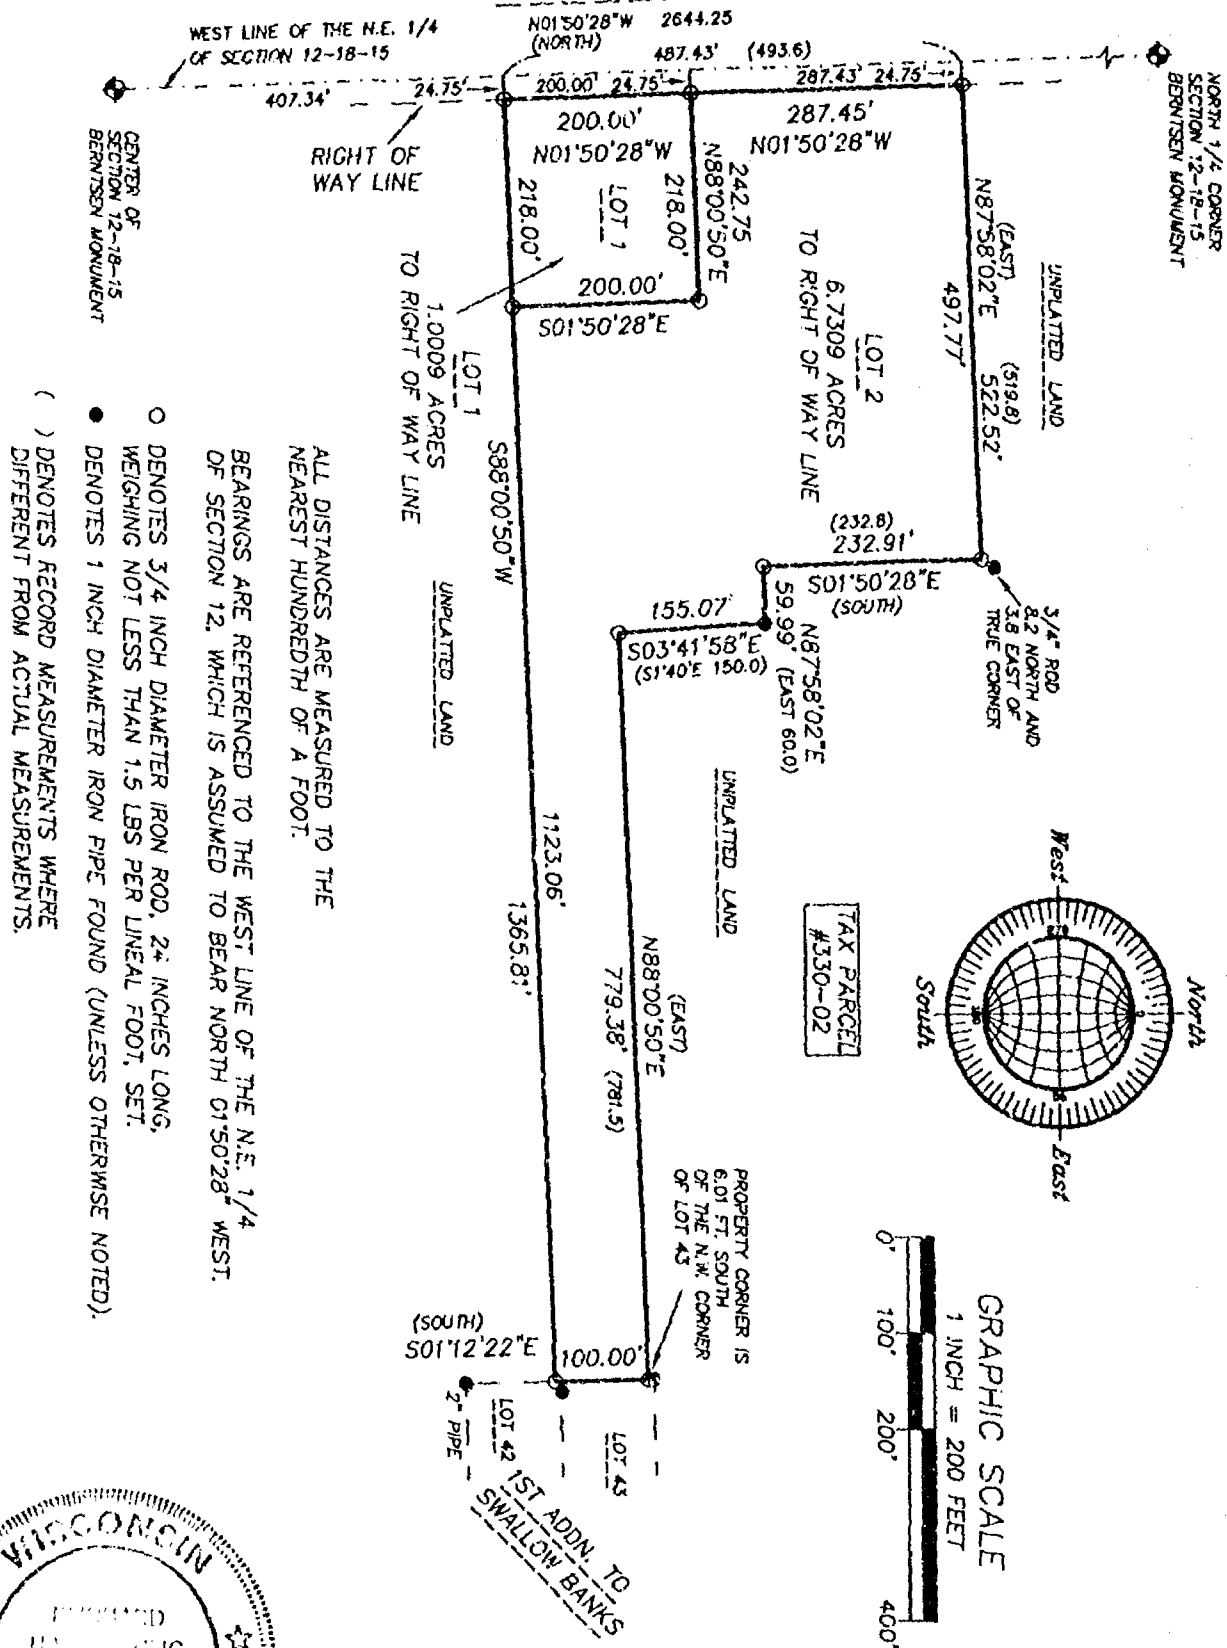 N01°50'28"W 2644.25
(NORTH)
WEST LINE OF THE N.E. 1/4
OF SECTION 12-18-15
487.43' (493.6)
407.34'
24.75'
200.00' 24.75'
287.43' 24.75'
NORTH 1/4 CORNER
SECTION 12-18-15
BERNTSEN MONUMENT
CENTER OF
SECTION 12-18-15
BERNTSEN MONUMENT
RIGHT OF
WAY LINE
200.00'
N01°50'28"W
287.45'
N01°50'28"W
218.00'
LOT 1
218.00'
242.75
N88°00'50"E
200.00'
S01°50'28"E
LOT 1
1.0009 ACRES
TO RIGHT OF WAY LINE
LOT 2
6.7309 ACRES
TO RIGHT OF WAY LINE
(EAST) (519.8)
N87°58'02"E 522.52'
497.77'
UNPLATTED LAND
(232.8)
232.91'
S01°50'28"E
(SOUTH)
3/4" ROD
8.2 NORTH AND
3.8 EAST OF
TRUE CORNER
N87°58'02"E
59.99' (EAST 60.0)
155.07'
S03°41'58"E
(S1°40'E 150.0)
UNPLATTED LAND
(EAST)
N88°00'50"E
779.38' (781.5)
S88°00'50"W
1123.06'
1365.81'
UNPLATTED LAND
TAX PARCEL
#330-02
North
West
East
South
GRAPHIC SCALE
1 INCH = 200 FEET
0' 100' 200' 400'
PROPERTY CORNER IS
6.01 FT. SOUTH
OF THE N.W. CORNER
OF LOT 43
(SOUTH)
S01°12'22"E
100.00'
LOT 43
LOT 42
2" PIPE
1ST ADDN. TO
SWALLOW BANKS
ALL DISTANCES ARE MEASURED TO THE
NEAREST HUNDREDTH OF A FOOT.
BEARINGS ARE REFERENCED TO THE WEST LINE OF THE N.E. 1/4
OF SECTION 12, WHICH IS ASSUMED TO BEAR NORTH 01°50'28" WEST.
O DENOTES 3/4 INCH DIAMETER IRON ROD, 24 INCHES LONG,
WEIGHING NOT LESS THAN 1.5 LBS PER LINEAL FOOT, SET.
● DENOTES 1 INCH DIAMETER IRON PIPE FOUND (UNLESS OTHERWISE NOTED).
( ) DENOTES RECORD MEASUREMENTS WHERE
DIFFERENT FROM ACTUAL MEASUREMENTS.
WISCONSIN